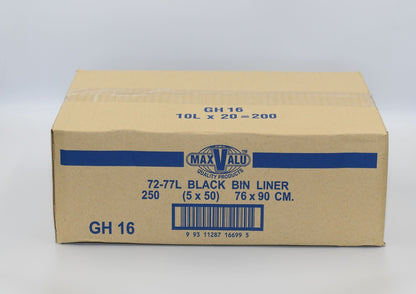 GH 16
10L x 20 = 200
MAX VALU™
QUALITY PRODUCTS
72-77L BLACK BIN LINER
250 (5 x 50) 76 x 90 CM.
GH 16
9 93 11287 16699 5